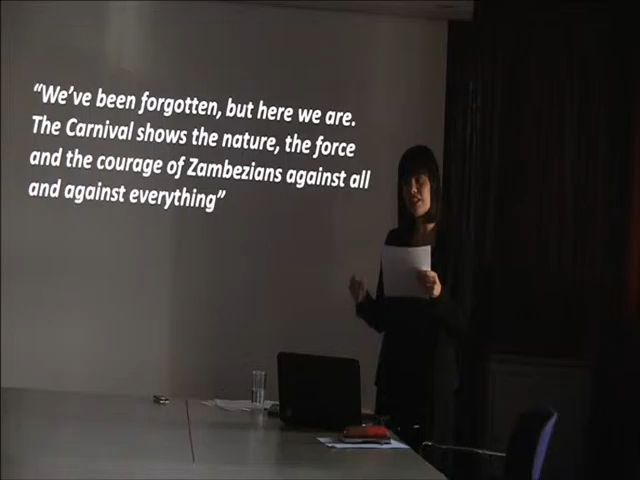 “We’ve been forgotten, but here we are.
The Carnival shows the nature, the force
and the courage of Zambezians against all
and against everything”